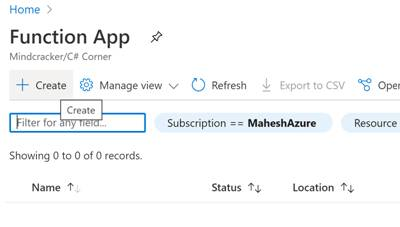 Home
Function App
Mindcracker/C# Corner
Create Manage view Refresh Export to CSV
Create
Filter for any field...
Subscription == MaheshAzure
Resource
Showing 0 to 0 of 0 records.
Name Status Location